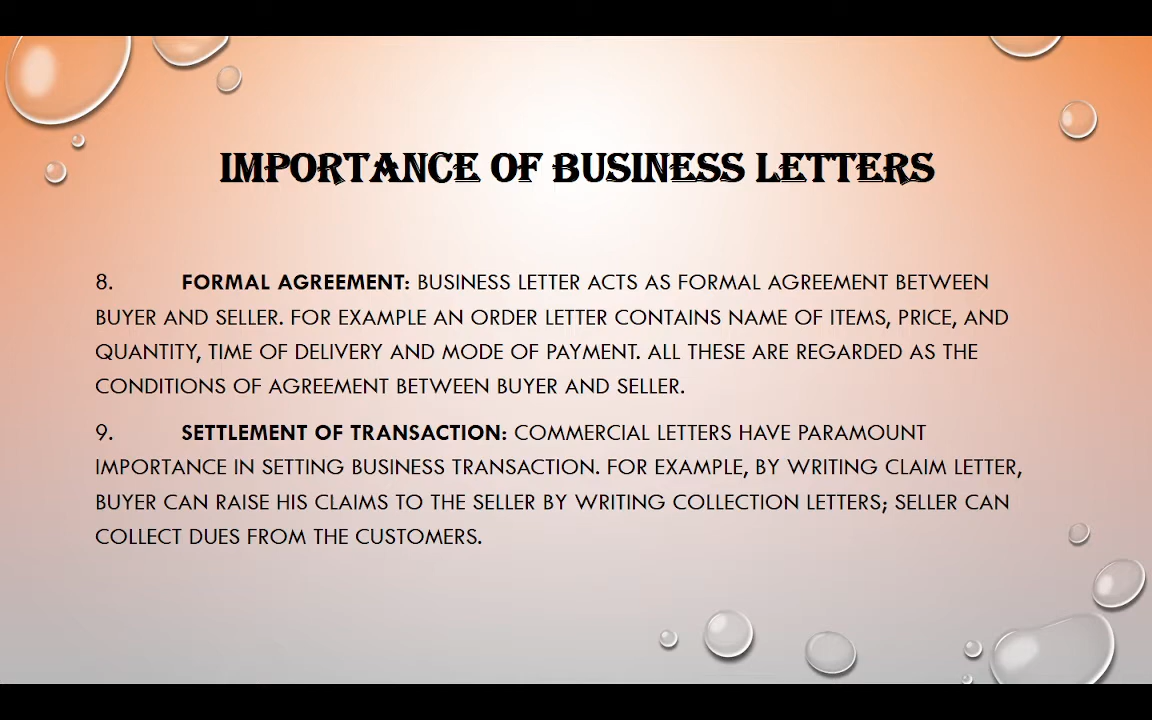 IMPORTANCE OF BUSINESS LETTERS
8. FORMAL AGREEMENT: BUSINESS LETTER ACTS AS FORMAL AGREEMENT BETWEEN
BUYER AND SELLER. FOR EXAMPLE AN ORDER LETTER CONTAINS NAME OF ITEMS, PRICE, AND
QUANTITY, TIME OF DELIVERY AND MODE OF PAYMENT. ALL THESE ARE REGARDED AS THE
CONDITIONS OF AGREEMENT BETWEEN BUYER AND SELLER.
9. SETTLEMENT OF TRANSACTION: COMMERCIAL LETTERS HAVE PARAMOUNT
IMPORTANCE IN SETTING BUSINESS TRANSACTION. FOR EXAMPLE, BY WRITING CLAIM LETTER,
BUYER CAN RAISE HIS CLAIMS TO THE SELLER BY WRITING COLLECTION LETTERS; SELLER CAN
COLLECT DUES FROM THE CUSTOMERS.